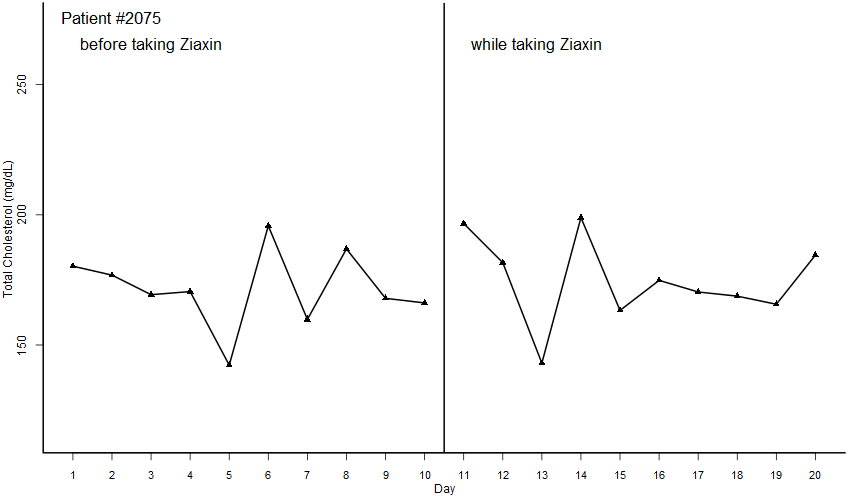 Patient #2075
before taking Ziaxin
while taking Ziaxin
Total Cholesterol (mg/dL)
250
200
150
1 2 3 4 5 6 7 8 9 10 11 12 13 14 15 16 17 18 19 20
Day